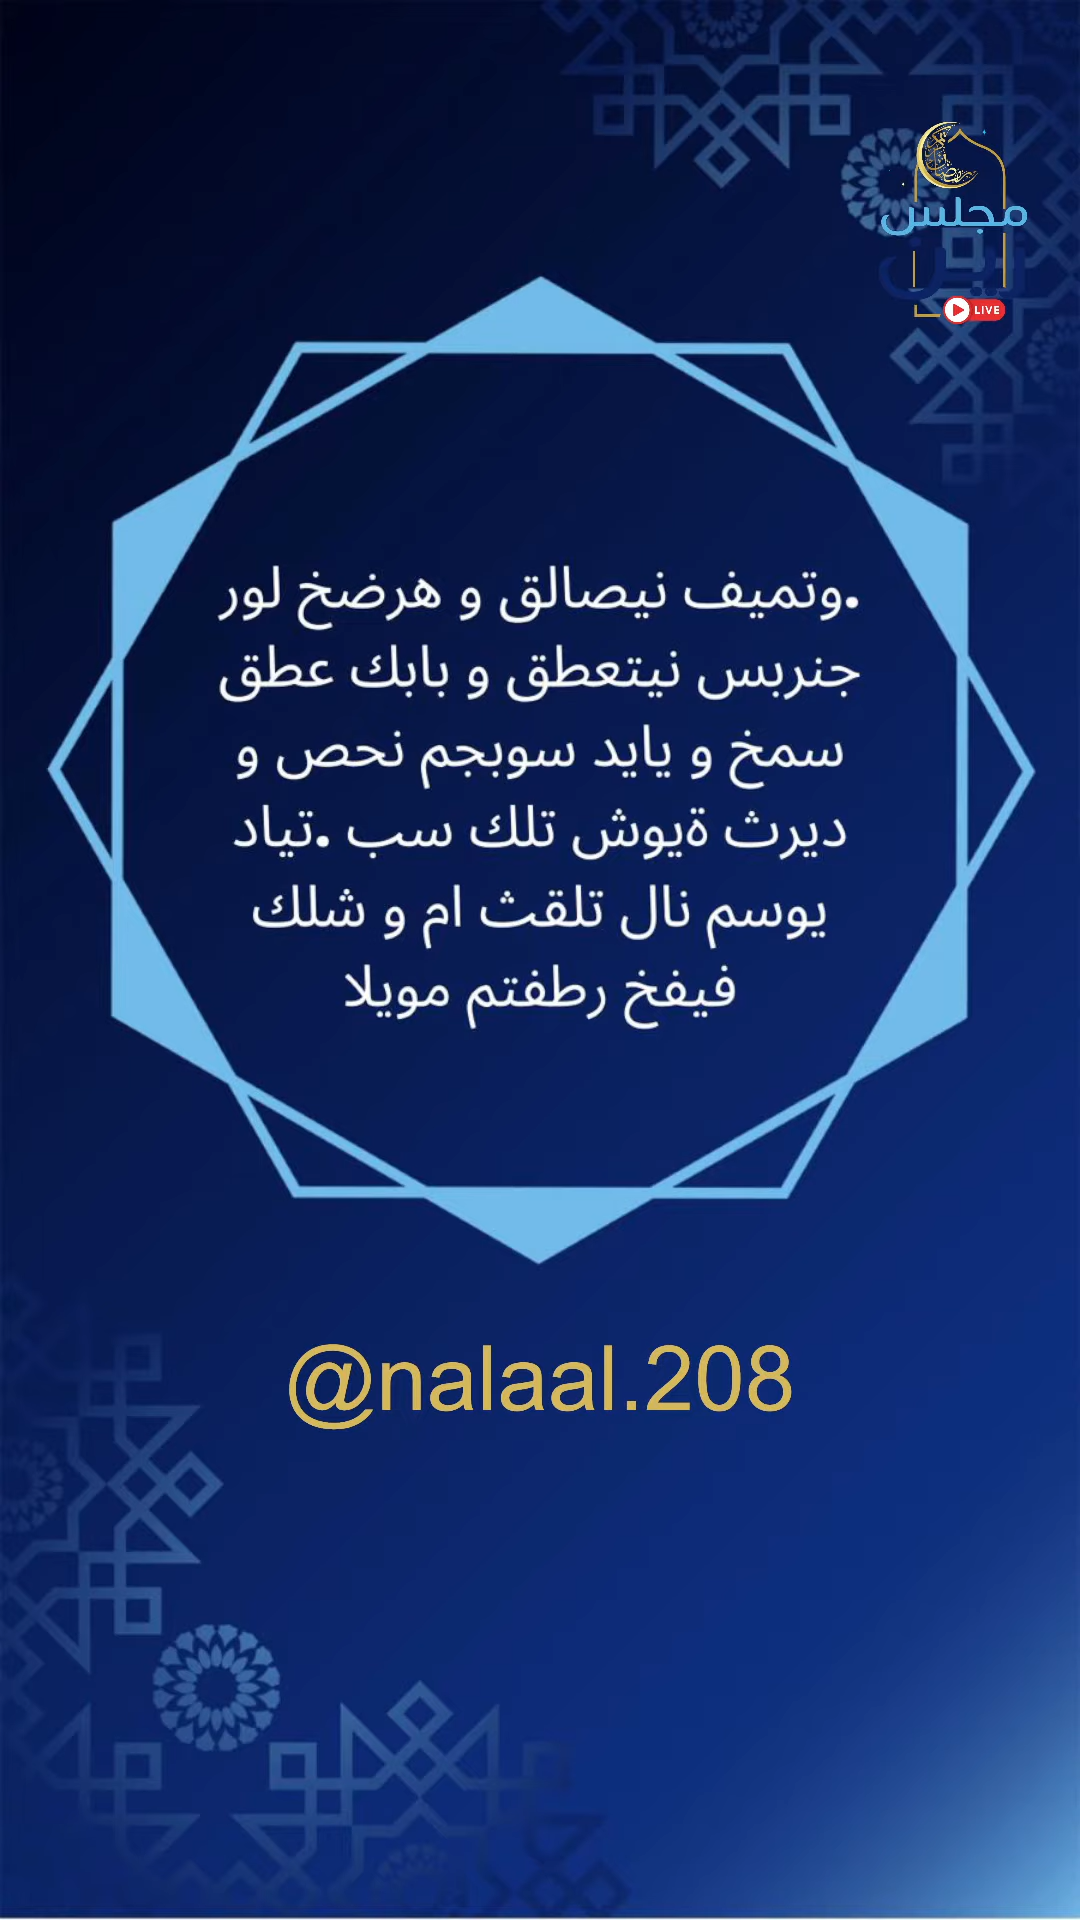 مجلس
LIVE
.وتميف نيصالق و هرضخ لور
جنربس نيتعطق و بابك عطق
سمخ و يايد سوبجم نحص و
ديرث ةيوش تلك سب .تياد
يوسم نال تلقث ام و شلك
فيفخ رطفتم مويلا
@nalaal.208